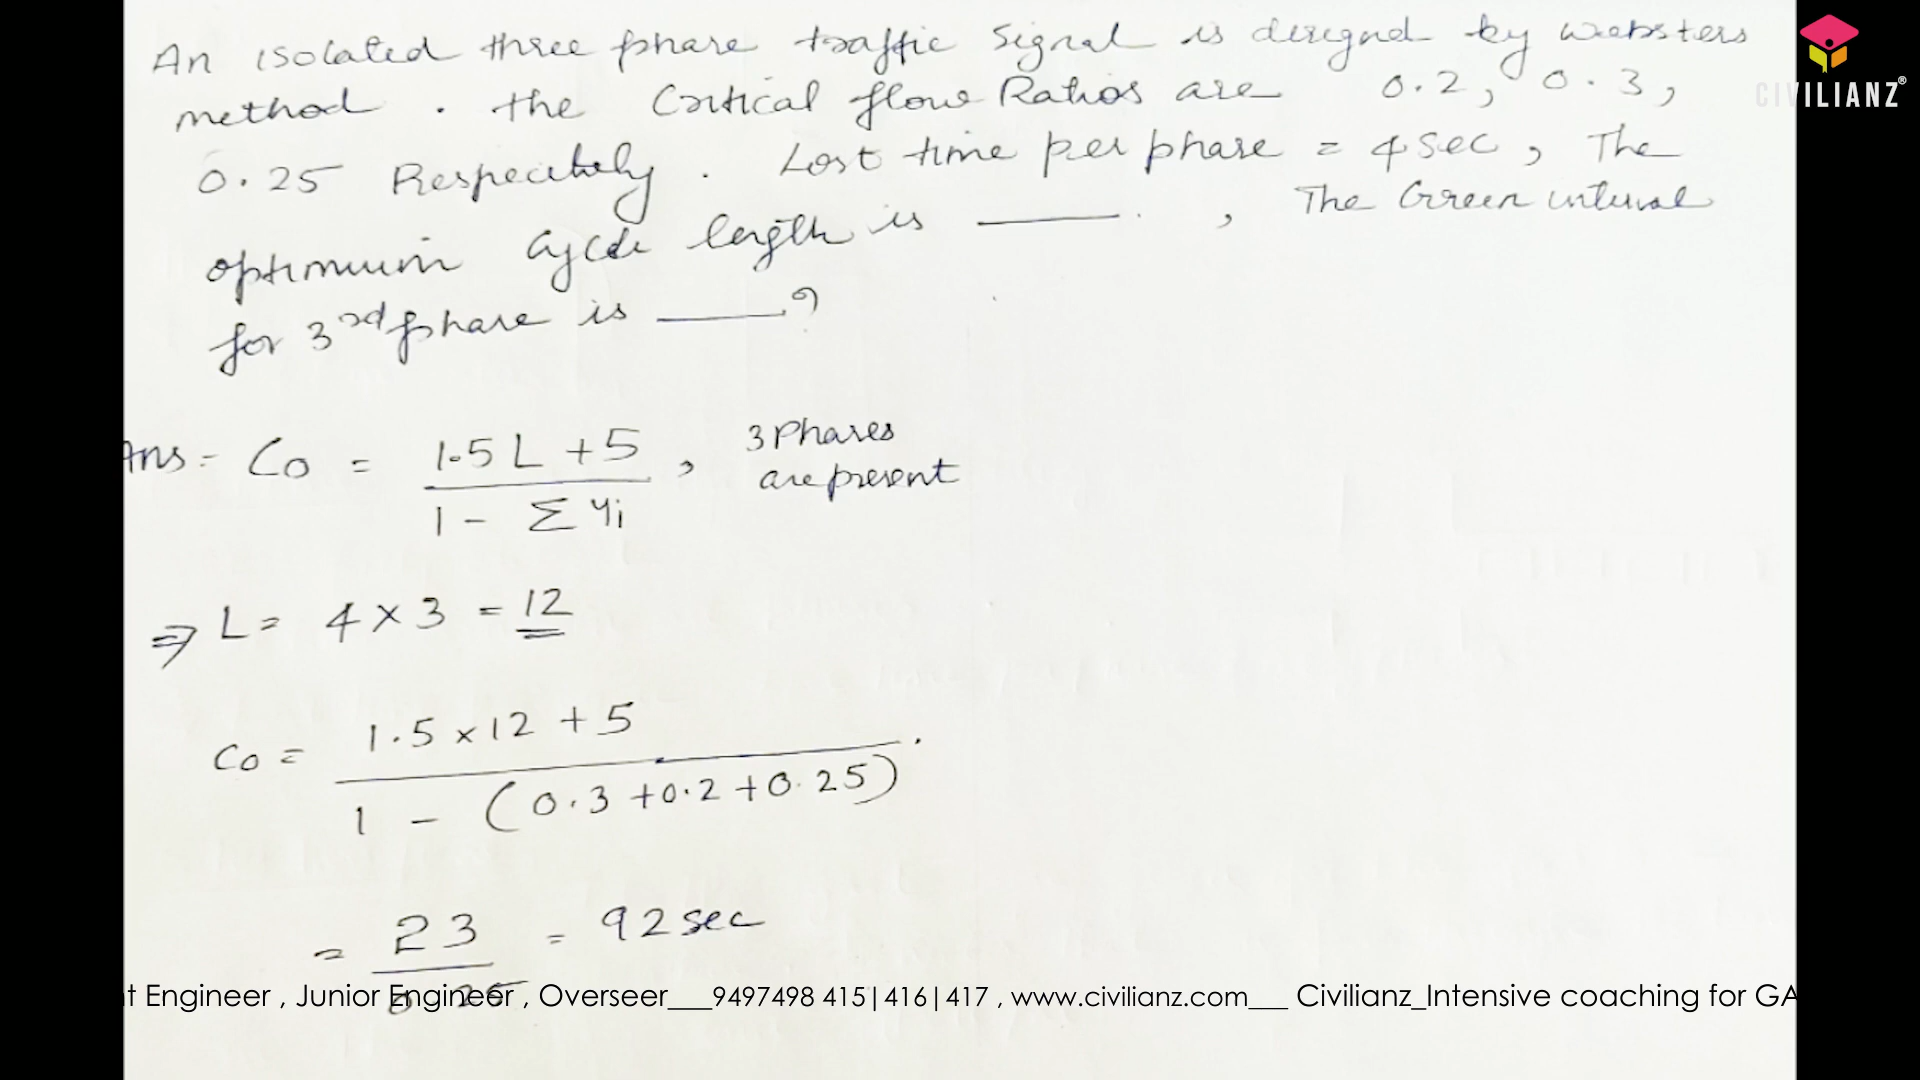 An isolated three phase traffic signal is designed by websters
method. the Critical flow Ratios are 0.2, 0.3,
0.25 Respectively. Lost time per phase = 4 sec, The
optimum cycle length is ______. , The Green interval
for 3rd phase is ______?
Ans = Co = 1.5 L + 5 / 1 - Σ yi , 3 Phases are present
⇒ L = 4 × 3 = 12
Co = 1.5 × 12 + 5 / 1 - (0.3 + 0.2 + 0.25).
= 23 / 0.25 = 92 sec
CIVILIANZ®
t Engineer , Junior Engineer , Overseer___9497498 415|416|417 , www.civilianz.com___ Civilianz_Intensive coaching for GA